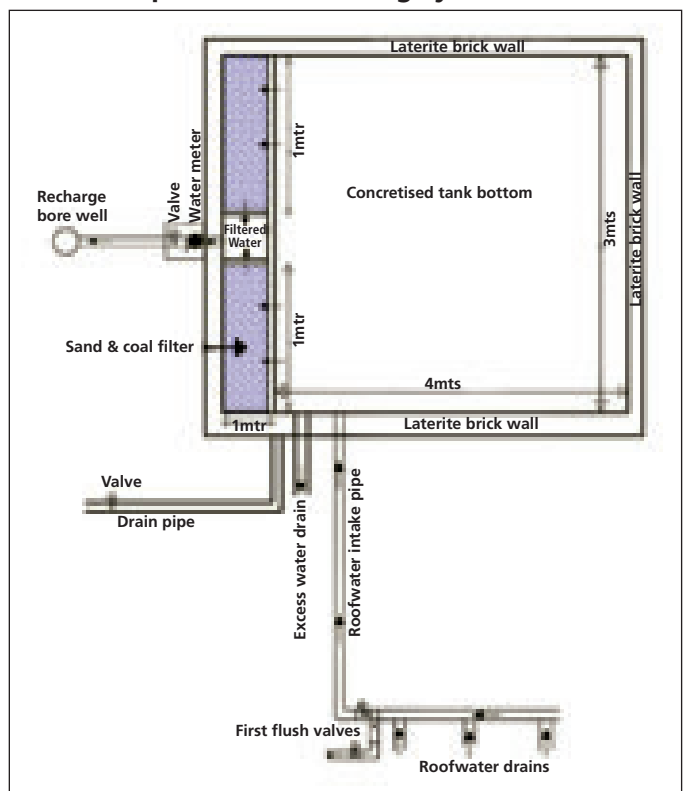 Laterite brick wall
1mtr
Water meter
Valve
Recharge
bore well
Concretised tank bottom
3mts
Laterite brick wall
Filtered
Water
1mtr
Sand & coal filter
4mts
1mtr
Laterite brick wall
Valve
Drain pipe
Excess water drain
Roofwater intake pipe
First flush valves
Roofwater drains